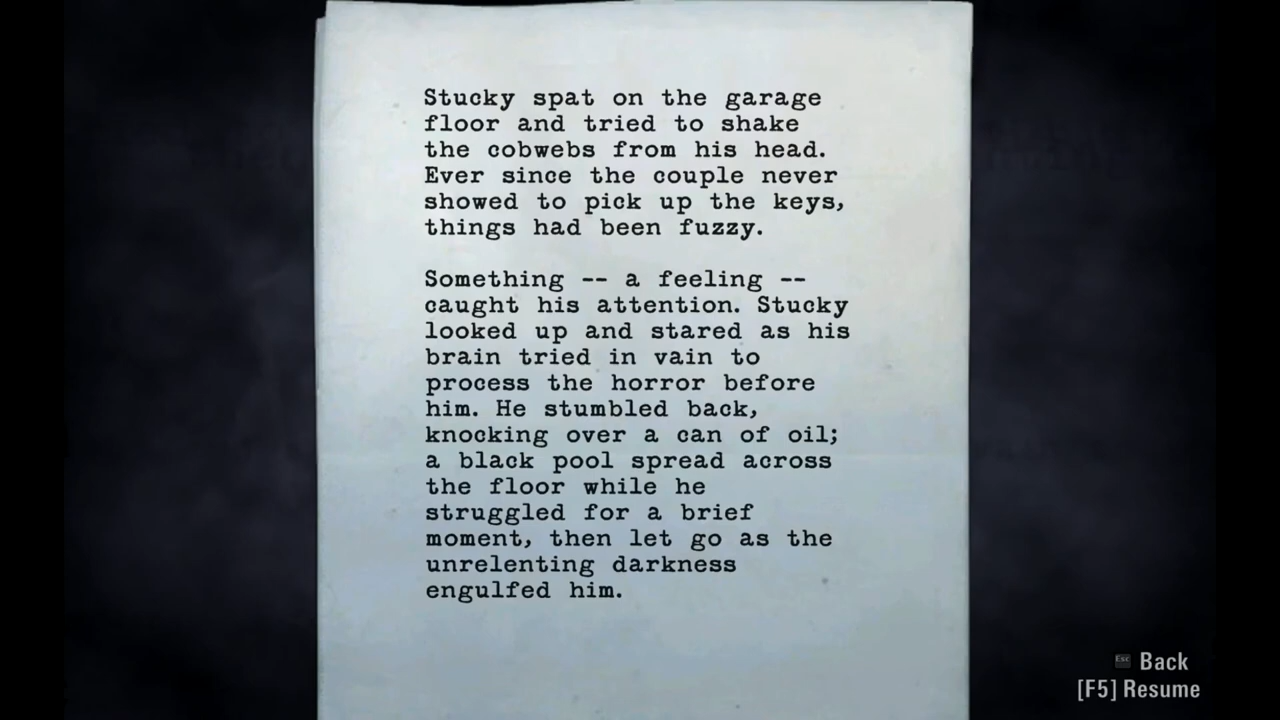 Stucky spat on the garage
floor and tried to shake
the cobwebs from his head.
Ever since the couple never
showed to pick up the keys,
things had been fuzzy.
Something -- a feeling --
caught his attention. Stucky
looked up and stared as his
brain tried in vain to
process the horror before
him. He stumbled back,
knocking over a can of oil;
a black pool spread across
the floor while he
struggled for a brief
moment, then let go as the
unrelenting darkness
engulfed him.
Esc Back
[F5] Resume